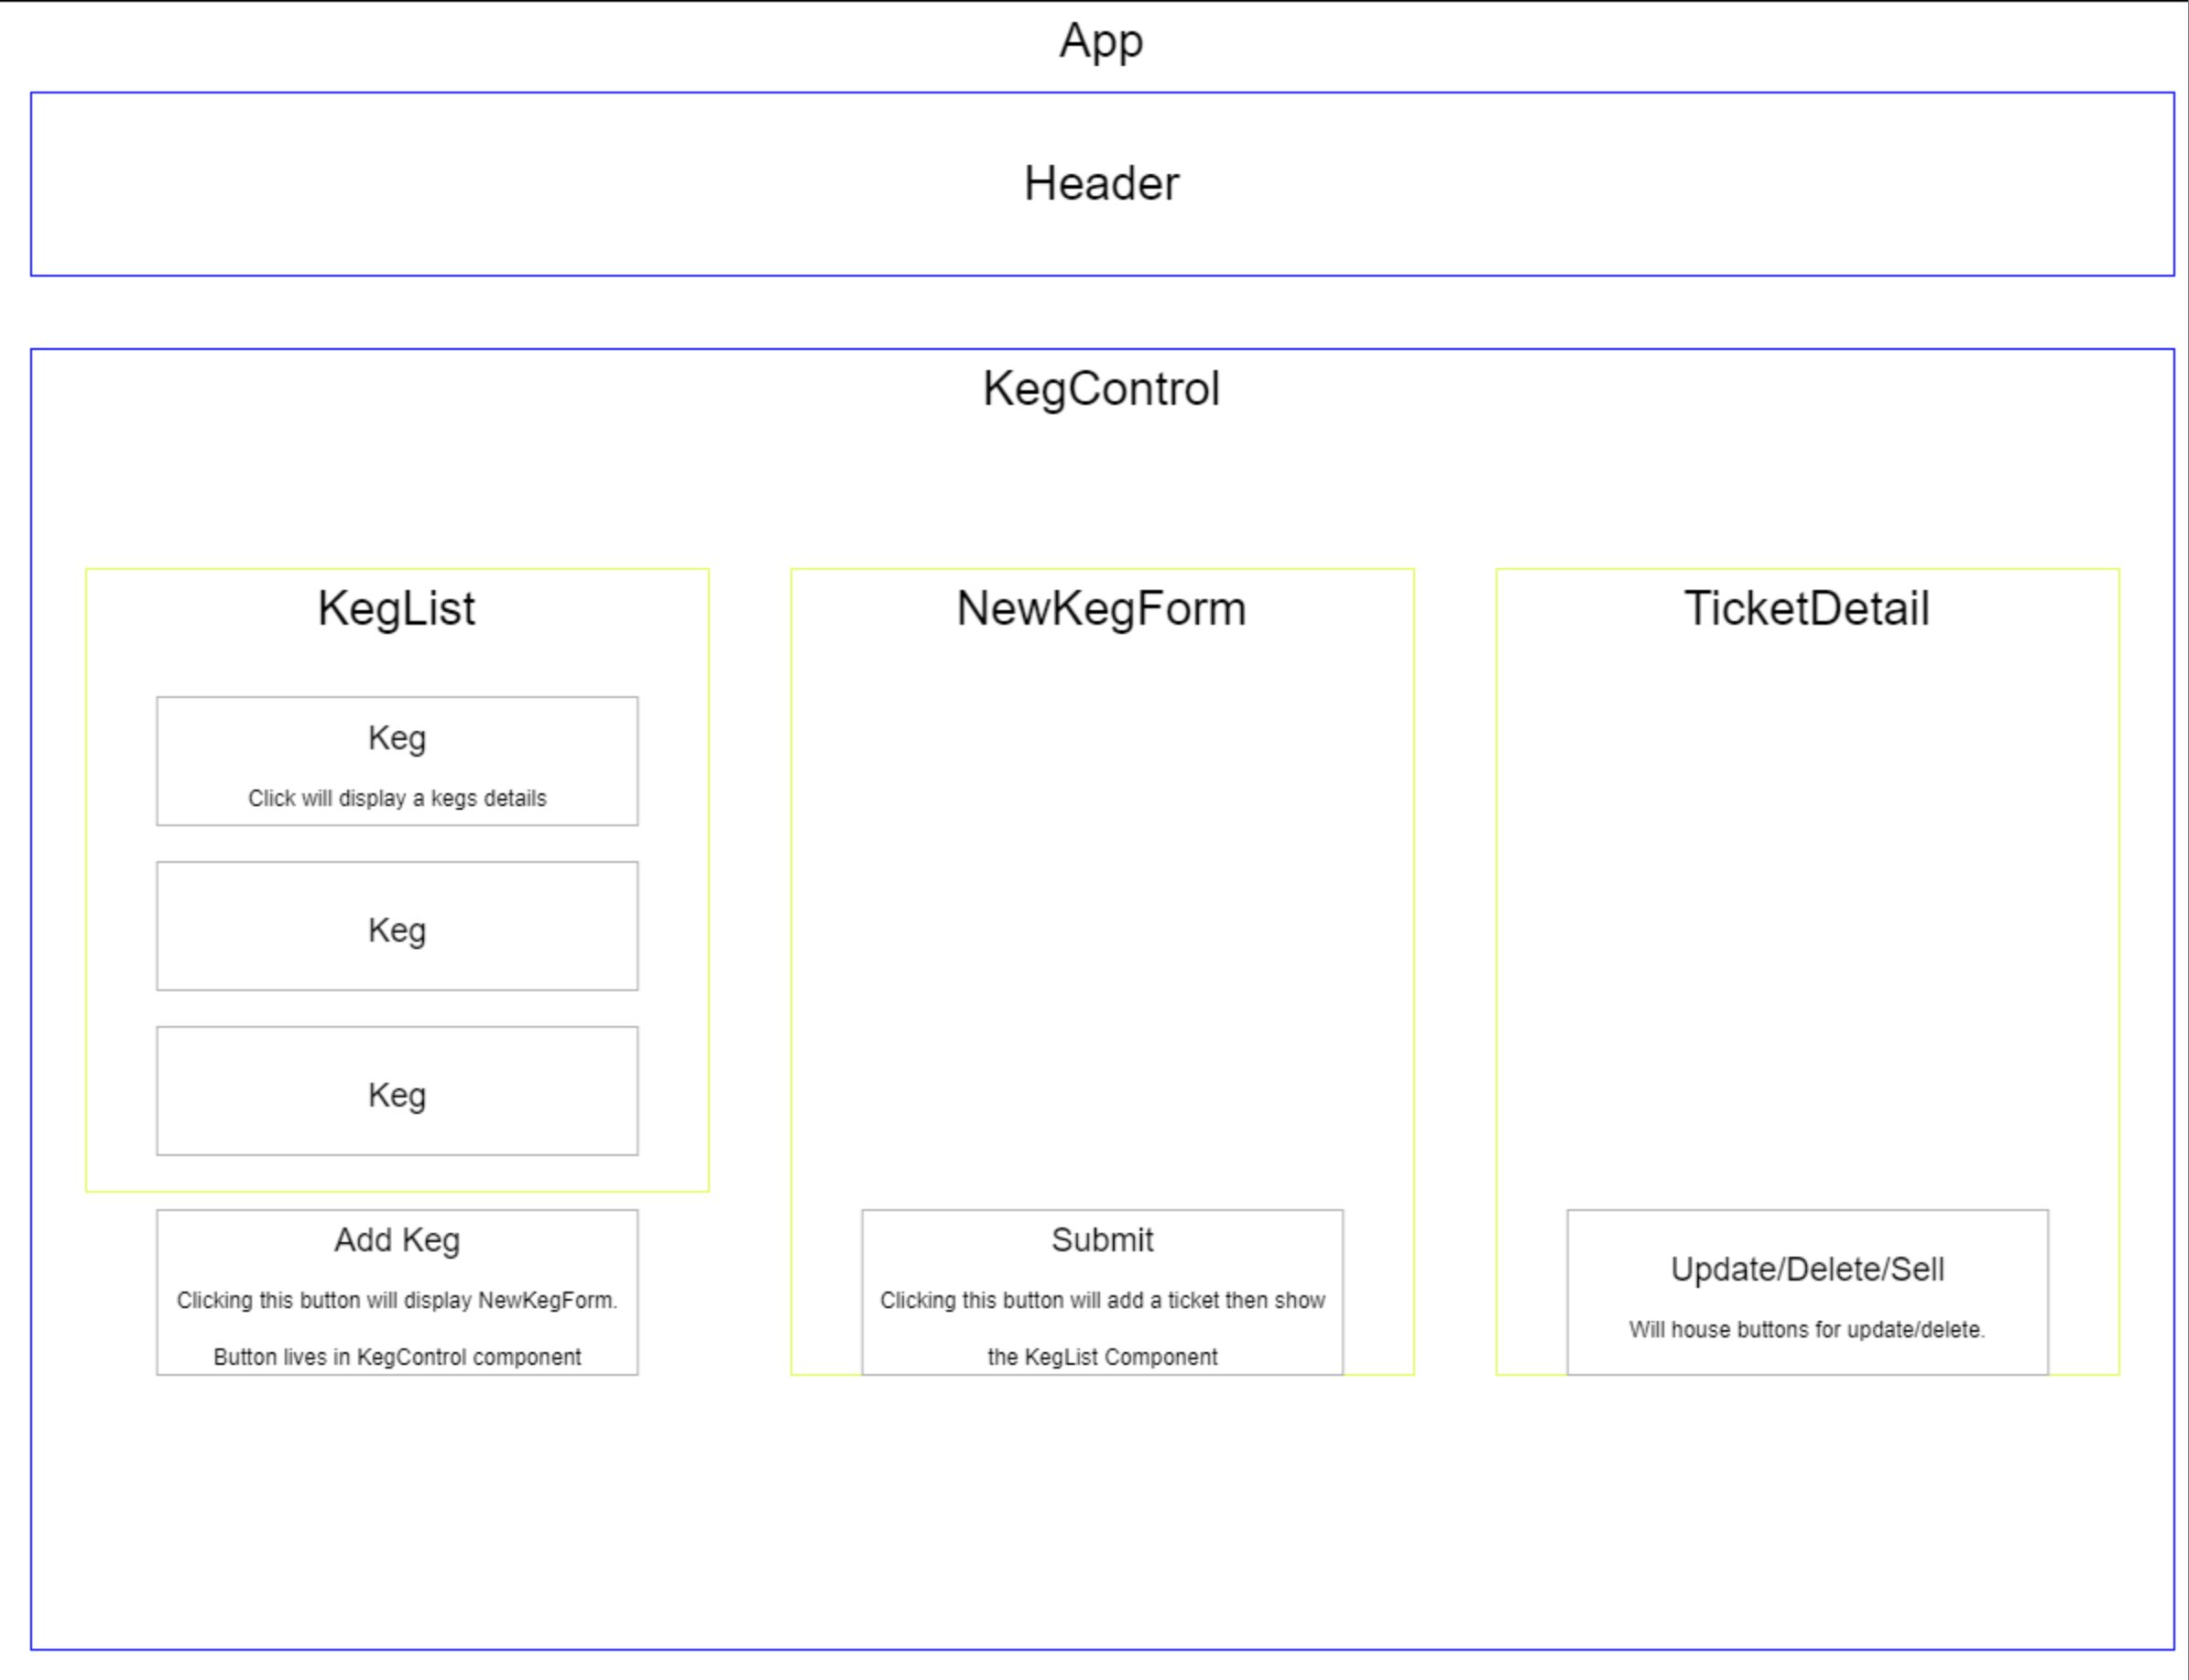 App
Header
KegControl
KegList
Keg
Click will display a kegs details
Keg
Keg
Add Keg
Clicking this button will display NewKegForm.
Button lives in KegControl component
NewKegForm
Submit
Clicking this button will add a ticket then show
the KegList Component
TicketDetail
Update/Delete/Sell
Will house buttons for update/delete.